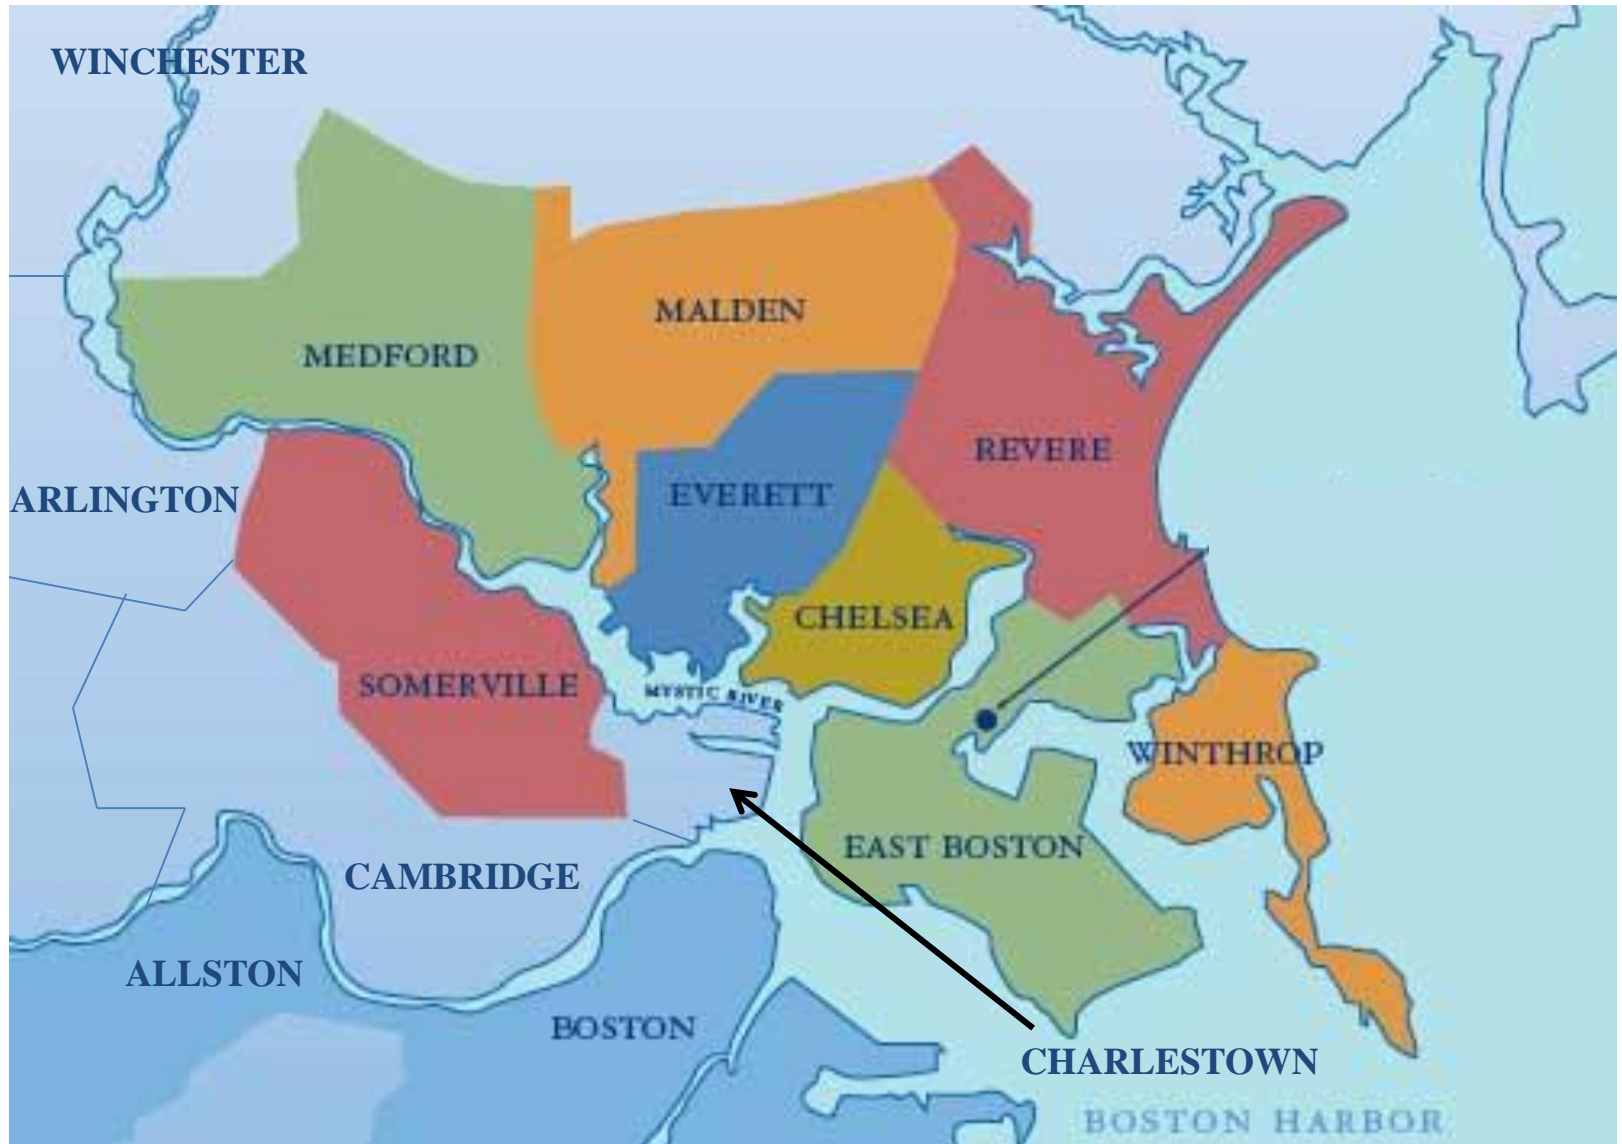 WINCHESTER
MALDEN
MEDFORD
REVERE
ARLINGTON
EVERETT
CHELSEA
SOMERVILLE
MYSTIC RIVER
WINTHROP
EAST BOSTON
CAMBRIDGE
ALLSTON
BOSTON
CHARLESTOWN
BOSTON HARBOR